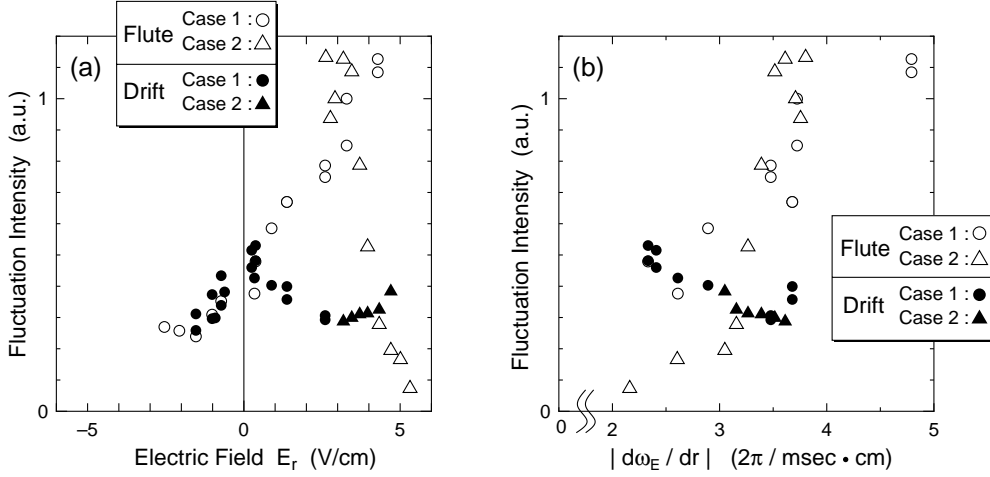 Flute Case 1 : ○
Case 2 : △
Drift Case 1 : ●
Case 2 : ▲
(a)
Fluctuation Intensity (a.u.)
1
0
−5 0 5
Electric Field E_r (V/cm)
(b)
Fluctuation Intensity (a.u.)
1
0
Flute Case 1 : ○
Case 2 : △
Drift Case 1 : ●
Case 2 : ▲
0 2 3 4 5
| dω_E / dr | (2π / msec • cm)